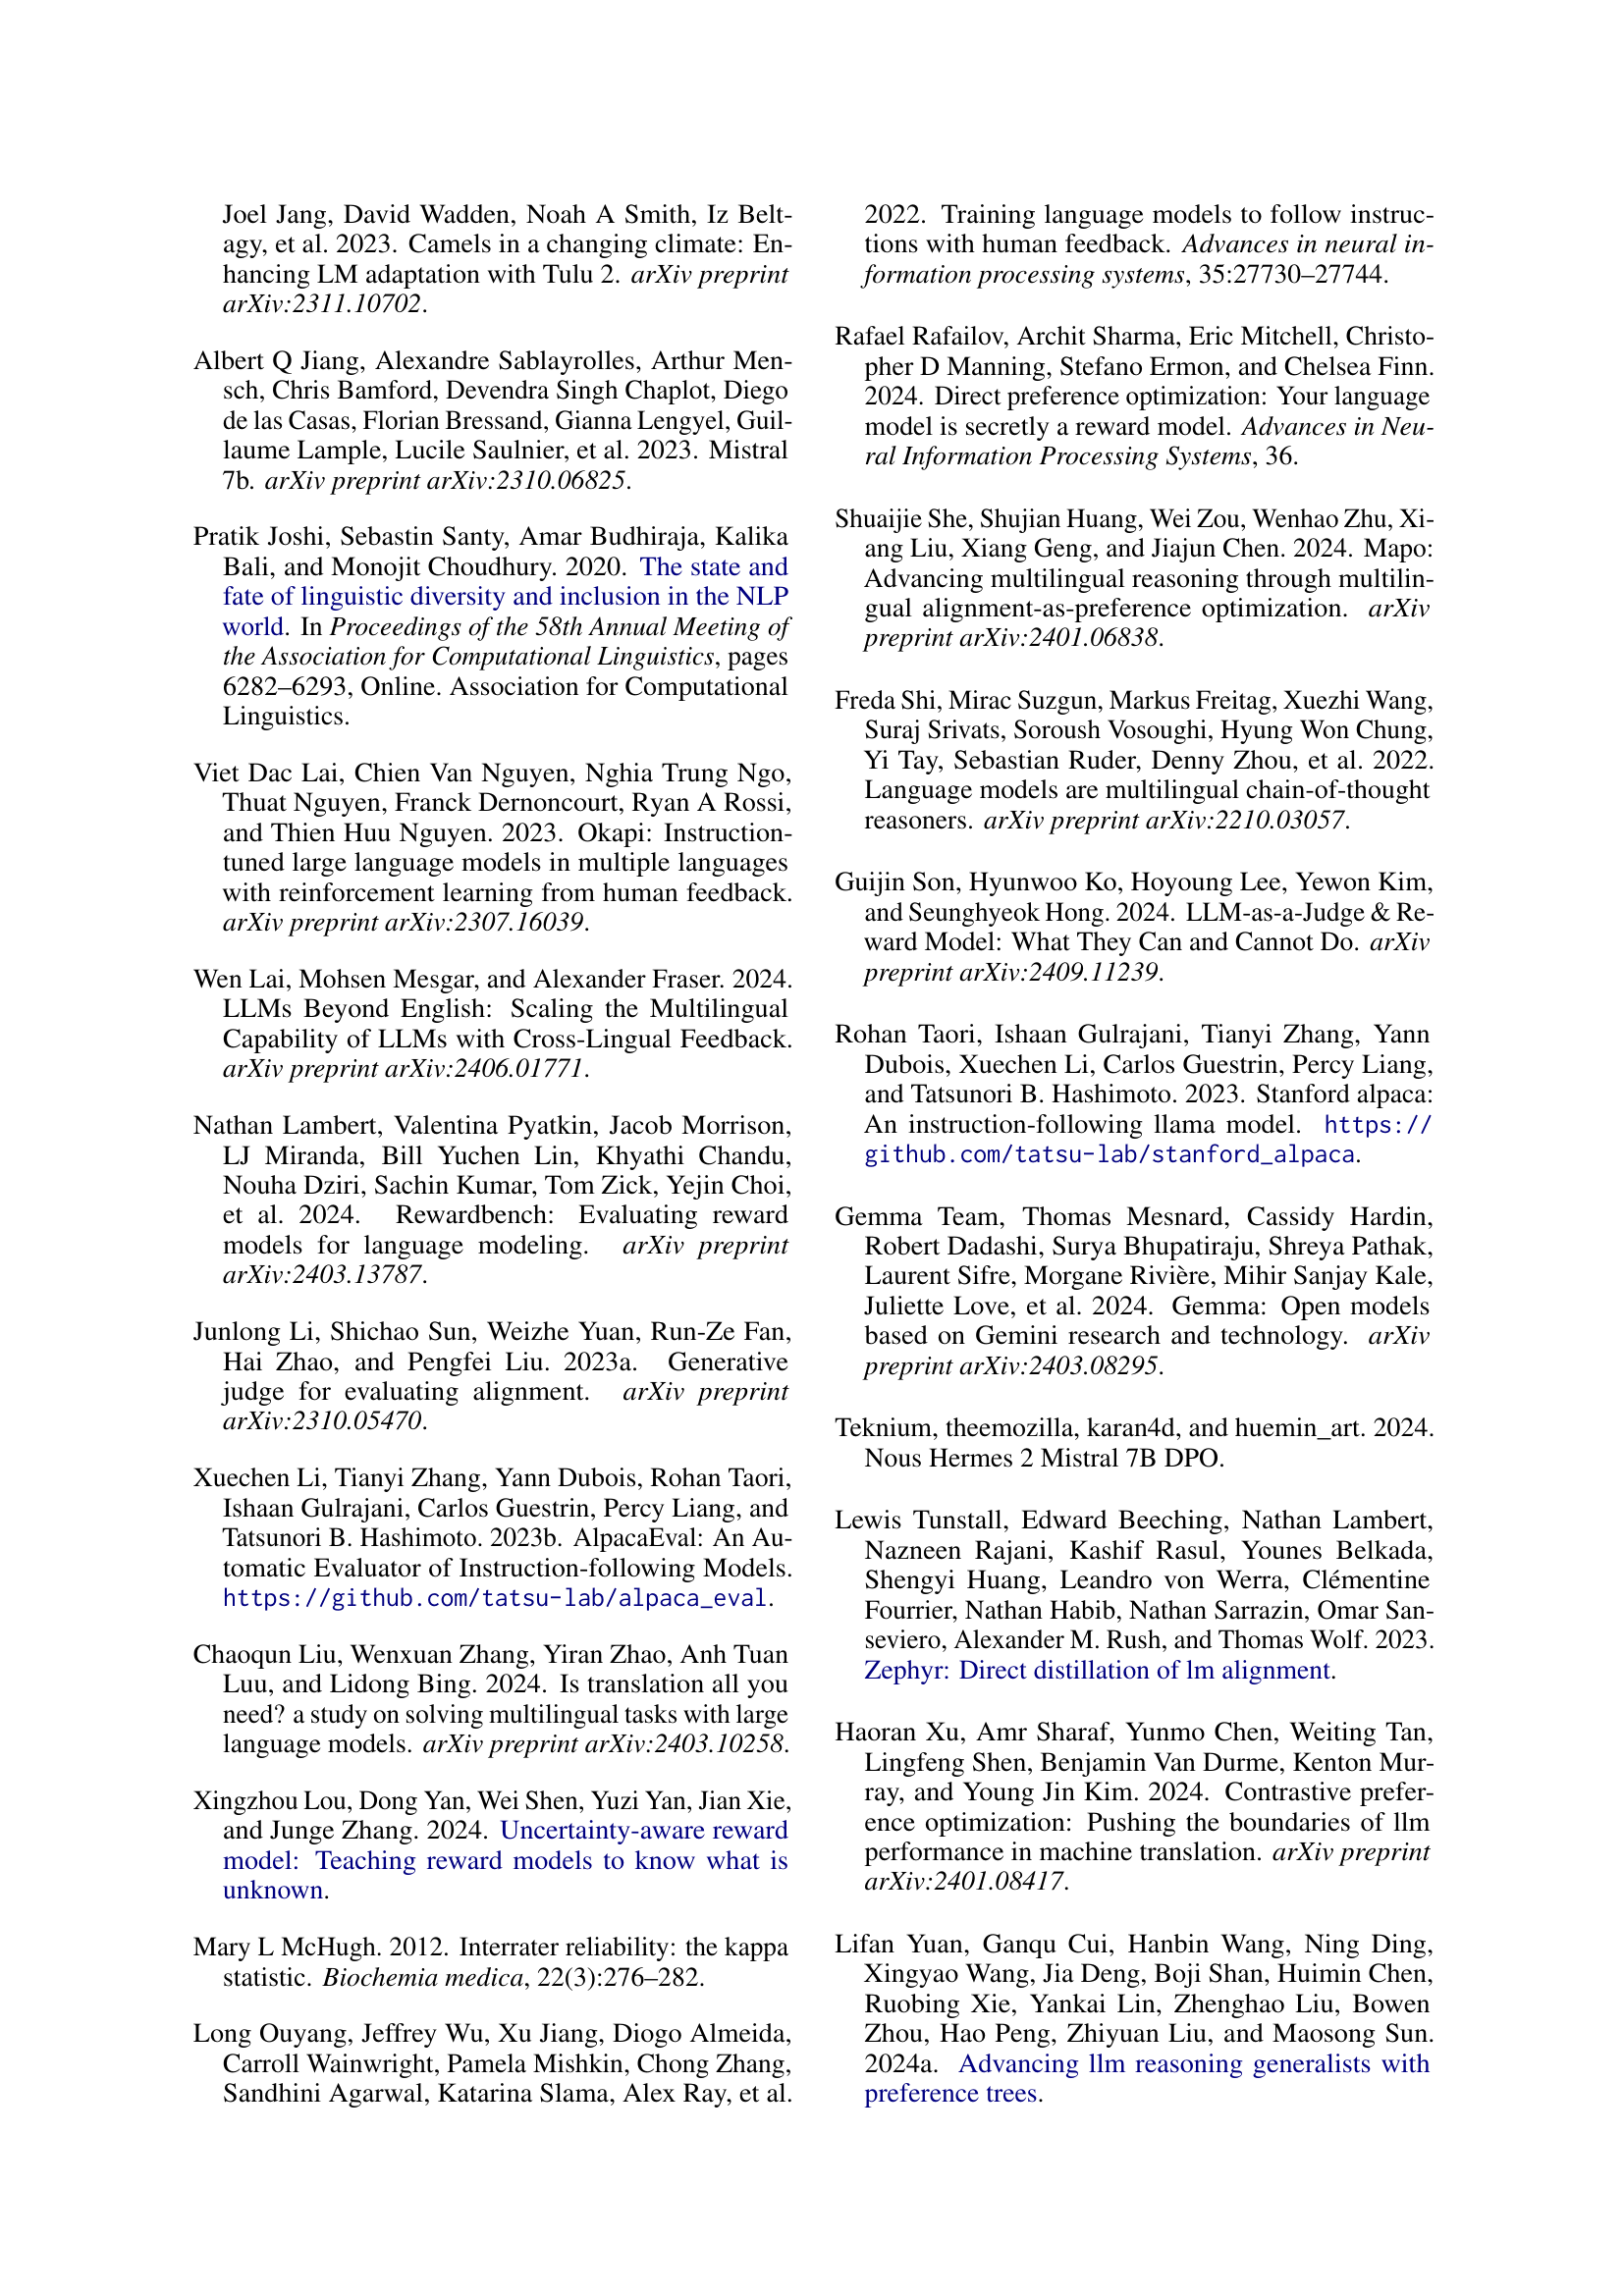 Joel Jang, David Wadden, Noah A Smith, Iz Belt-
agy, et al. 2023. Camels in a changing climate: En-
hancing LM adaptation with Tulu 2. arXiv preprint
arXiv:2311.10702.
Albert Q Jiang, Alexandre Sablayrolles, Arthur Men-
sch, Chris Bamford, Devendra Singh Chaplot, Diego
de las Casas, Florian Bressand, Gianna Lengyel, Guil-
laume Lample, Lucile Saulnier, et al. 2023. Mistral
7b. arXiv preprint arXiv:2310.06825.
Pratik Joshi, Sebastin Santy, Amar Budhiraja, Kalika
Bali, and Monojit Choudhury. 2020. The state and
fate of linguistic diversity and inclusion in the NLP
world. In Proceedings of the 58th Annual Meeting of
the Association for Computational Linguistics, pages
6282–6293, Online. Association for Computational
Linguistics.
Viet Dac Lai, Chien Van Nguyen, Nghia Trung Ngo,
Thuat Nguyen, Franck Dernoncourt, Ryan A Rossi,
and Thien Huu Nguyen. 2023. Okapi: Instruction-
tuned large language models in multiple languages
with reinforcement learning from human feedback.
arXiv preprint arXiv:2307.16039.
Wen Lai, Mohsen Mesgar, and Alexander Fraser. 2024.
LLMs Beyond English: Scaling the Multilingual
Capability of LLMs with Cross-Lingual Feedback.
arXiv preprint arXiv:2406.01771.
Nathan Lambert, Valentina Pyatkin, Jacob Morrison,
LJ Miranda, Bill Yuchen Lin, Khyathi Chandu,
Nouha Dziri, Sachin Kumar, Tom Zick, Yejin Choi,
et al. 2024. Rewardbench: Evaluating reward
models for language modeling. arXiv preprint
arXiv:2403.13787.
Junlong Li, Shichao Sun, Weizhe Yuan, Run-Ze Fan,
Hai Zhao, and Pengfei Liu. 2023a. Generative
judge for evaluating alignment. arXiv preprint
arXiv:2310.05470.
Xuechen Li, Tianyi Zhang, Yann Dubois, Rohan Taori,
Ishaan Gulrajani, Carlos Guestrin, Percy Liang, and
Tatsunori B. Hashimoto. 2023b. AlpacaEval: An Au-
tomatic Evaluator of Instruction-following Models.
https://github.com/tatsu-lab/alpaca_eval.
Chaoqun Liu, Wenxuan Zhang, Yiran Zhao, Anh Tuan
Luu, and Lidong Bing. 2024. Is translation all you
need? a study on solving multilingual tasks with large
language models. arXiv preprint arXiv:2403.10258.
Xingzhou Lou, Dong Yan, Wei Shen, Yuzi Yan, Jian Xie,
and Junge Zhang. 2024. Uncertainty-aware reward
model: Teaching reward models to know what is
unknown.
Mary L McHugh. 2012. Interrater reliability: the kappa
statistic. Biochemia medica, 22(3):276–282.
Long Ouyang, Jeffrey Wu, Xu Jiang, Diogo Almeida,
Carroll Wainwright, Pamela Mishkin, Chong Zhang,
Sandhini Agarwal, Katarina Slama, Alex Ray, et al.
2022. Training language models to follow instruc-
tions with human feedback. Advances in neural in-
formation processing systems, 35:27730–27744.
Rafael Rafailov, Archit Sharma, Eric Mitchell, Christo-
pher D Manning, Stefano Ermon, and Chelsea Finn.
2024. Direct preference optimization: Your language
model is secretly a reward model. Advances in Neu-
ral Information Processing Systems, 36.
Shuaijie She, Shujian Huang, Wei Zou, Wenhao Zhu, Xi-
ang Liu, Xiang Geng, and Jiajun Chen. 2024. Mapo:
Advancing multilingual reasoning through multilin-
gual alignment-as-preference optimization. arXiv
preprint arXiv:2401.06838.
Freda Shi, Mirac Suzgun, Markus Freitag, Xuezhi Wang,
Suraj Srivats, Soroush Vosoughi, Hyung Won Chung,
Yi Tay, Sebastian Ruder, Denny Zhou, et al. 2022.
Language models are multilingual chain-of-thought
reasoners. arXiv preprint arXiv:2210.03057.
Guijin Son, Hyunwoo Ko, Hoyoung Lee, Yewon Kim,
and Seunghyeok Hong. 2024. LLM-as-a-Judge & Re-
ward Model: What They Can and Cannot Do. arXiv
preprint arXiv:2409.11239.
Rohan Taori, Ishaan Gulrajani, Tianyi Zhang, Yann
Dubois, Xuechen Li, Carlos Guestrin, Percy Liang,
and Tatsunori B. Hashimoto. 2023. Stanford alpaca:
An instruction-following llama model. https://
github.com/tatsu-lab/stanford_alpaca.
Gemma Team, Thomas Mesnard, Cassidy Hardin,
Robert Dadashi, Surya Bhupatiraju, Shreya Pathak,
Laurent Sifre, Morgane Rivière, Mihir Sanjay Kale,
Juliette Love, et al. 2024. Gemma: Open models
based on Gemini research and technology. arXiv
preprint arXiv:2403.08295.
Teknium, theemozilla, karan4d, and huemin_art. 2024.
Nous Hermes 2 Mistral 7B DPO.
Lewis Tunstall, Edward Beeching, Nathan Lambert,
Nazneen Rajani, Kashif Rasul, Younes Belkada,
Shengyi Huang, Leandro von Werra, Clémentine
Fourrier, Nathan Habib, Nathan Sarrazin, Omar San-
seviero, Alexander M. Rush, and Thomas Wolf. 2023.
Zephyr: Direct distillation of lm alignment.
Haoran Xu, Amr Sharaf, Yunmo Chen, Weiting Tan,
Lingfeng Shen, Benjamin Van Durme, Kenton Mur-
ray, and Young Jin Kim. 2024. Contrastive prefer-
ence optimization: Pushing the boundaries of llm
performance in machine translation. arXiv preprint
arXiv:2401.08417.
Lifan Yuan, Ganqu Cui, Hanbin Wang, Ning Ding,
Xingyao Wang, Jia Deng, Boji Shan, Huimin Chen,
Ruobing Xie, Yankai Lin, Zhenghao Liu, Bowen
Zhou, Hao Peng, Zhiyuan Liu, and Maosong Sun.
2024a. Advancing llm reasoning generalists with
preference trees.